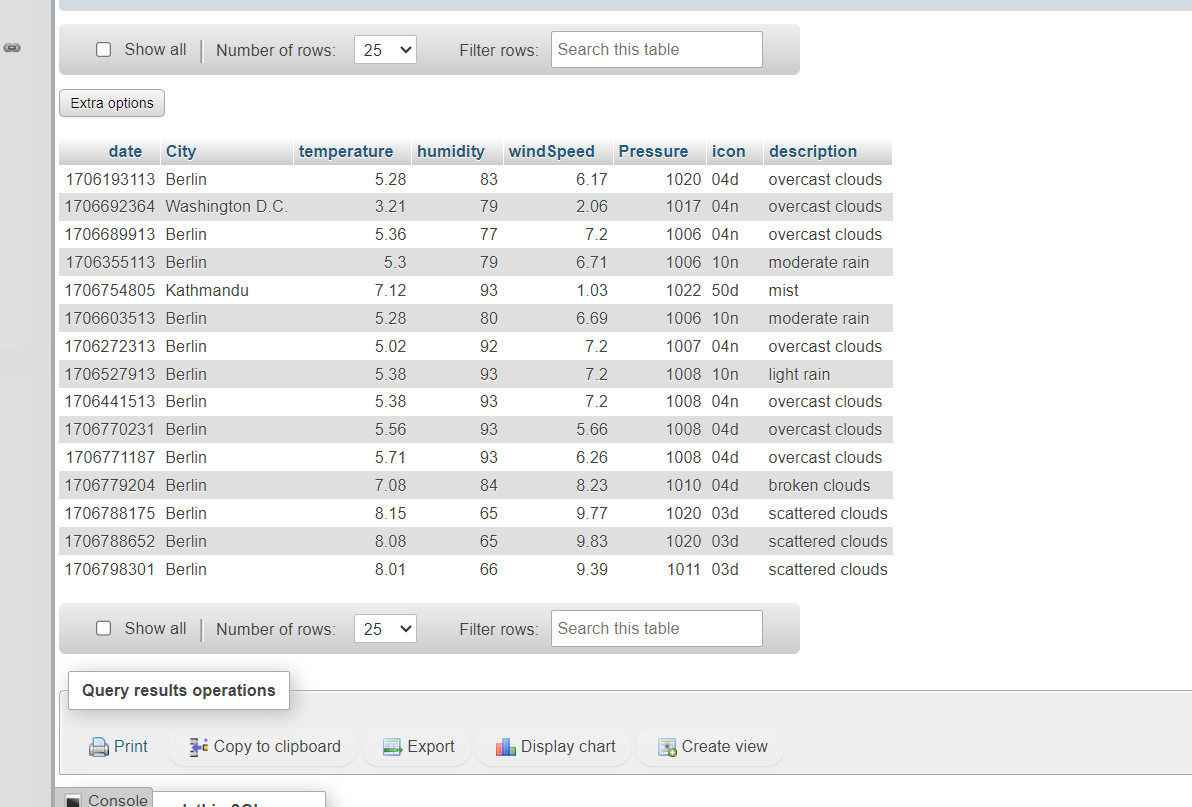 Show all Number of rows: 25 Filter rows: Search this table
Extra options
date City temperature humidity windSpeed Pressure icon description
1706193113 Berlin 5.28 83 6.17 1020 04d overcast clouds
1706692364 Washington D.C. 3.21 79 2.06 1017 04n overcast clouds
1706689913 Berlin 5.36 77 7.2 1006 04n overcast clouds
1706355113 Berlin 5.3 79 6.71 1006 10n moderate rain
1706754805 Kathmandu 7.12 93 1.03 1022 50d mist
1706603513 Berlin 5.28 80 6.69 1006 10n moderate rain
1706272313 Berlin 5.02 92 7.2 1007 04n overcast clouds
1706527913 Berlin 5.38 93 7.2 1008 10n light rain
1706441513 Berlin 5.38 93 7.2 1008 04n overcast clouds
1706770231 Berlin 5.56 93 5.66 1008 04d overcast clouds
1706771187 Berlin 5.71 93 6.26 1008 04d overcast clouds
1706779204 Berlin 7.08 84 8.23 1010 04d broken clouds
1706788175 Berlin 8.15 65 9.77 1020 03d scattered clouds
1706788652 Berlin 8.08 65 9.83 1020 03d scattered clouds
1706798301 Berlin 8.01 66 9.39 1011 03d scattered clouds
Show all Number of rows: 25 Filter rows: Search this table
Query results operations
Print Copy to clipboard Export Display chart Create view
Console